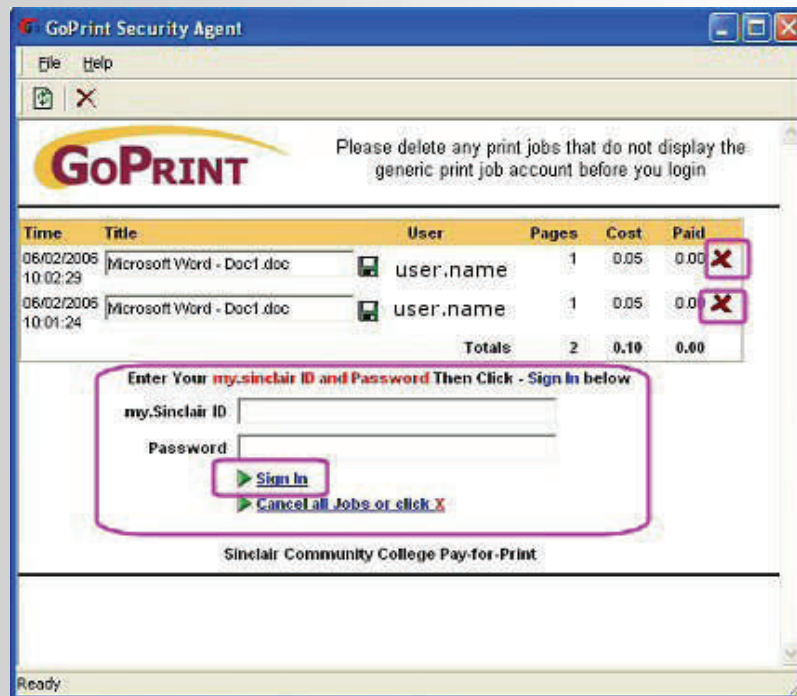 GoPrint Security Agent
File Help
GOPRINT
Please delete any print jobs that do not display the
generic print job account before you login
Time Title User Pages Cost Paid
06/02/2006 10:02:29 Microsoft Word - Doc1.doc user.name 1 0.05 0.00 X
06/02/2006 10:01:24 Microsoft Word - Doc1.doc user.name 1 0.05 0.00 X
Totals 2 0.10 0.00
Enter Your my.sinclair ID and Password Then Click - Sign In below
my.Sinclair ID
Password
Sign In
Cancel all Jobs or click X
Sinclair Community College Pay-for-Print
Ready